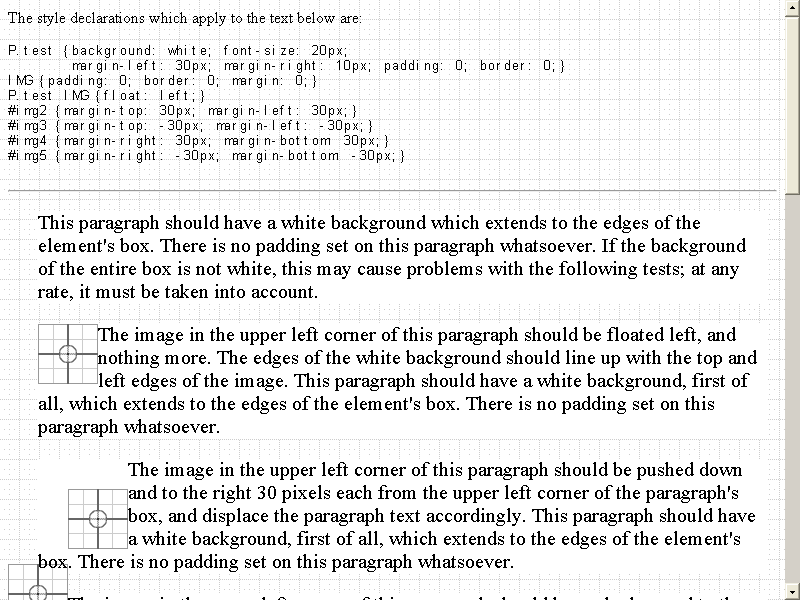 The style declarations which apply to the text below are:
P.test {background: white; font-size: 20px;
margin-left: 30px; margin-right: 10px; padding: 0; border: 0;}
IMG {padding: 0; border: 0; margin: 0;}
P.test IMG {float: left;}
#img2 {margin-top: 30px; margin-left: 30px;}
#img3 {margin-top: -30px; margin-left: -30px;}
#img4 {margin-right: 30px; margin-bottom: 30px;}
#img5 {margin-right: -30px; margin-bottom: -30px;}
This paragraph should have a white background which extends to the edges of the
element's box. There is no padding set on this paragraph whatsoever. If the background
of the entire box is not white, this may cause problems with the following tests; at any
rate, it must be taken into account.
The image in the upper left corner of this paragraph should be floated left, and
nothing more. The edges of the white background should line up with the top and
left edges of the image. This paragraph should have a white background, first of
all, which extends to the edges of the element's box. There is no padding set on this
paragraph whatsoever.
The image in the upper left corner of this paragraph should be pushed down
and to the right 30 pixels each from the upper left corner of the paragraph's
box, and displace the paragraph text accordingly. This paragraph should have
a white background, first of all, which extends to the edges of the element's
box. There is no padding set on this paragraph whatsoever.